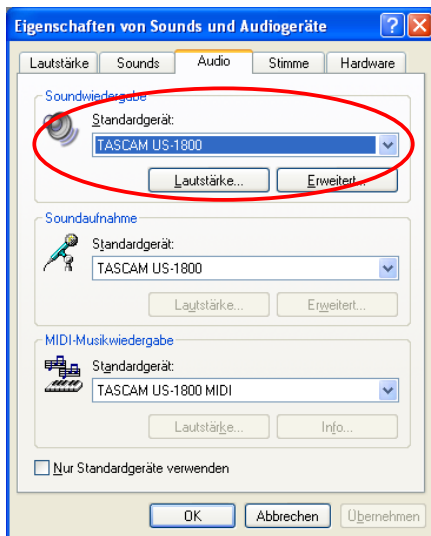 Eigenschaften von Sounds und Audiogeräte
Lautstärke Sounds Audio Stimme Hardware
Soundwiedergabe
Standardgerät:
TASCAM US-1800
Lautstärke... Erweitert...
Soundaufnahme
Standardgerät:
TASCAM US-1800
Lautstärke... Erweitert...
MIDI-Musikwiedergabe
Standardgerät:
TASCAM US-1800 MIDI
Lautstärke... Info...
Nur Standardgeräte verwenden
OK Abbrechen Übernehmen